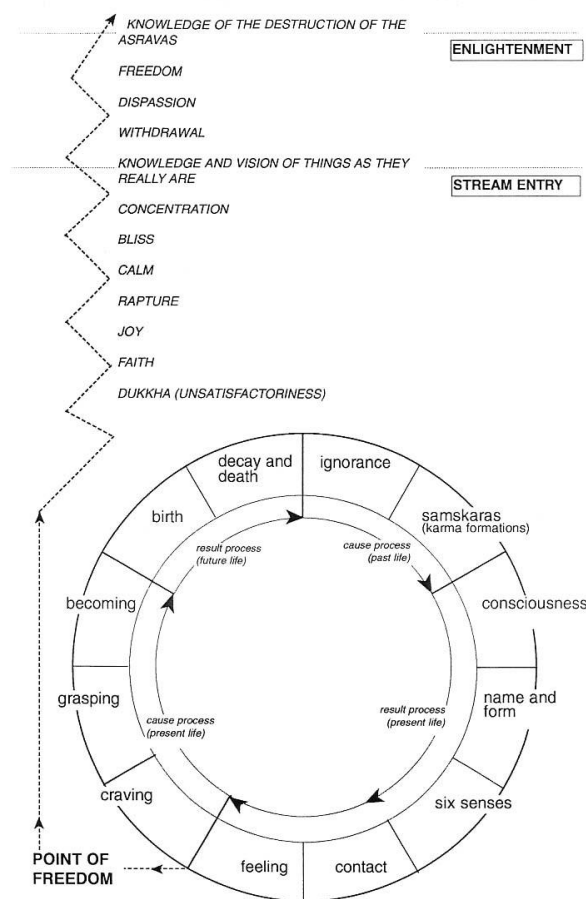 KNOWLEDGE OF THE DESTRUCTION OF THE
ASRAVAS
ENLIGHTENMENT
FREEDOM
DISPASSION
WITHDRAWAL
KNOWLEDGE AND VISION OF THINGS AS THEY
REALLY ARE
STREAM ENTRY
CONCENTRATION
BLISS
CALM
RAPTURE
JOY
FAITH
DUKKHA (UNSATISFACTORINESS)
decay and
death
ignorance
birth
samskaras
(karma formations)
result process
(future life)
cause process
(past life)
becoming
consciousness
grasping
name and
form
cause process
(present life)
result process
(present life)
craving
six senses
feeling
contact
POINT OF
FREEDOM